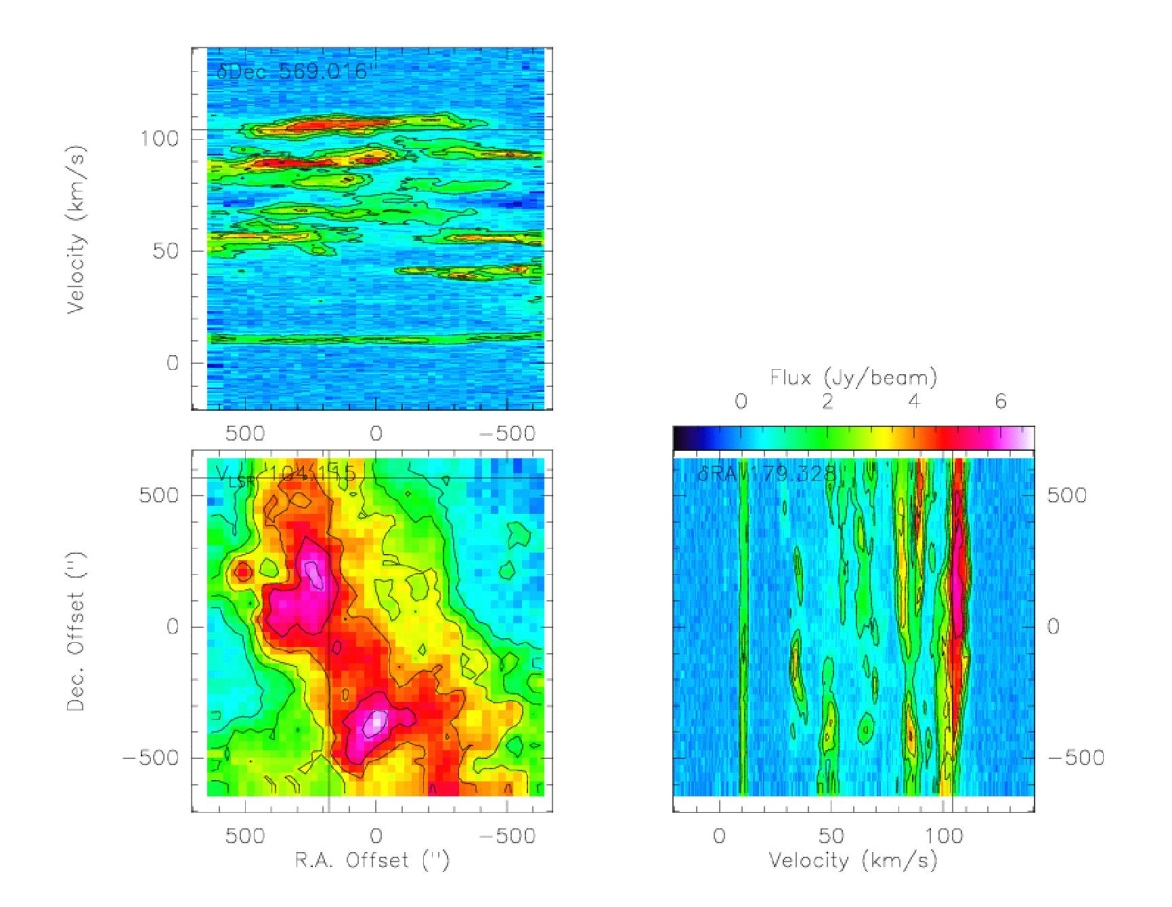 δDec 569.016"
Velocity (km/s)
100
50
0
500 0 −500
Flux (Jy/beam)
0 2 4 6
VLSR 104.115
δRA 179.328
Dec. Offset (")
500
0
−500
500
0
−500
500 0 −500
R.A. Offset (")
0 50 100
Velocity (km/s)